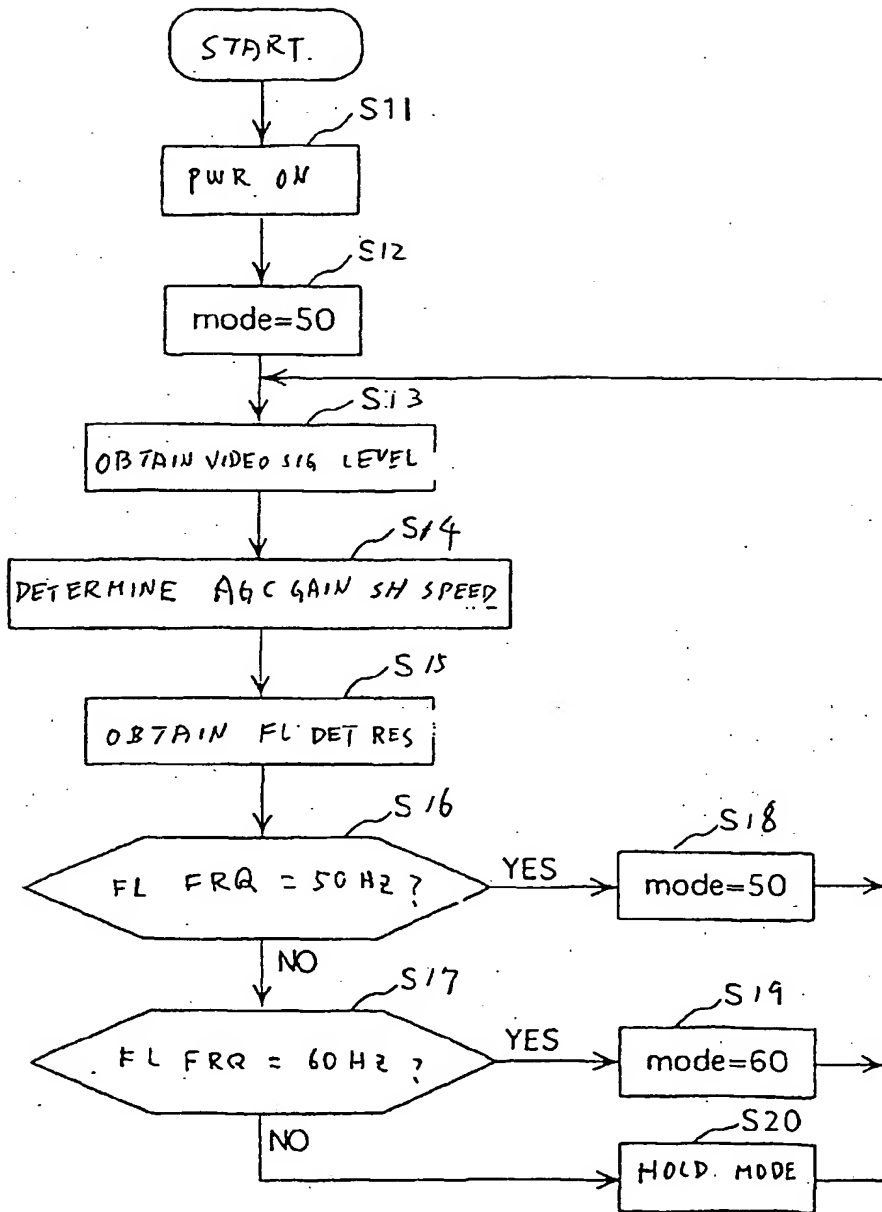 START.
S11
PWR ON
S12
mode=50
S13
OBTAIN VIDEO SIG LEVEL
S14
DETERMINE AGC GAIN SH SPEED
S15
OBTAIN FL DET RES
S16
FL FRQ = 50 HZ ?
YES
S18
mode=50
NO
S17
FL FRQ = 60 HZ ?
YES
S19
mode=60
NO
S20
HOLD. MODE